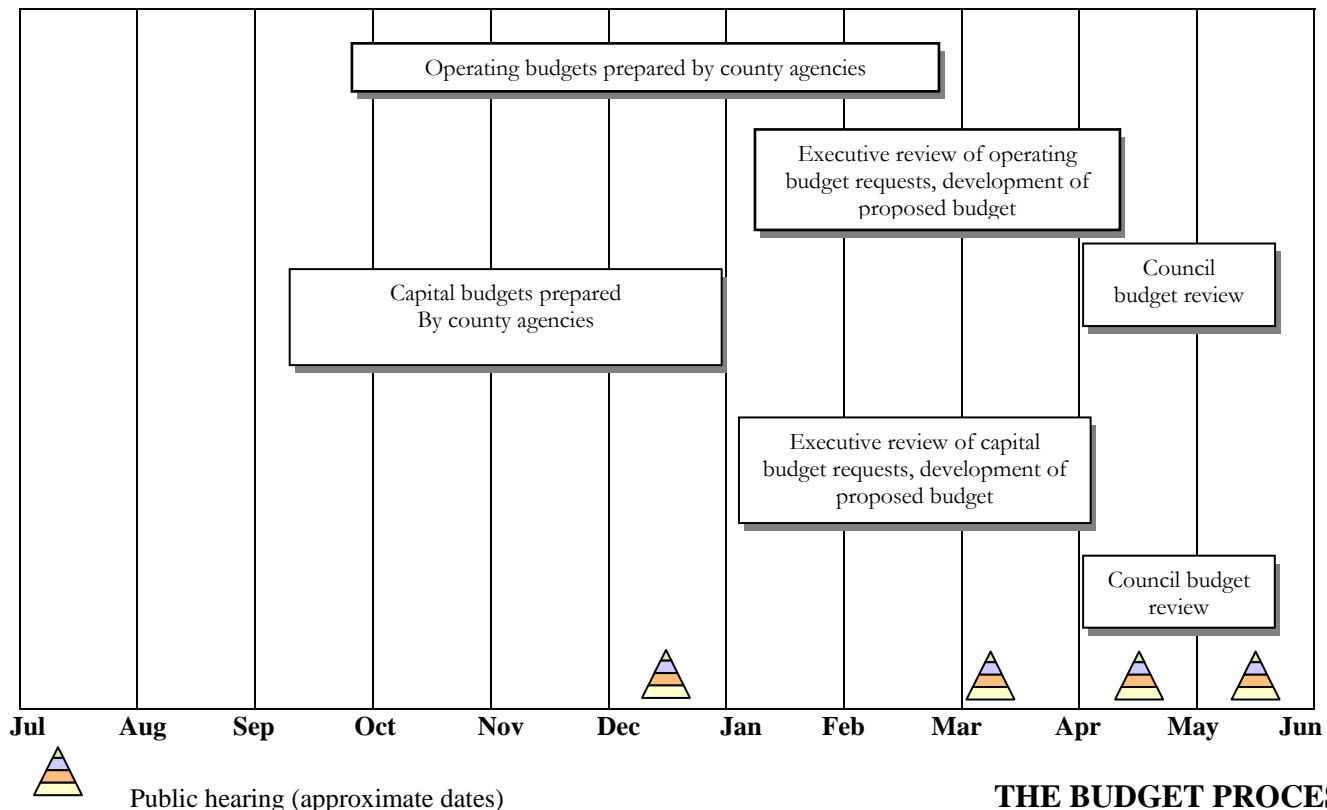 Operating budgets prepared by county agencies
Executive review of operating
budget requests, development of
proposed budget
Council
budget review
Capital budgets prepared
By county agencies
Executive review of capital
budget requests, development of
proposed budget
Council budget
review
Jul Aug Sep Oct Nov Dec Jan Feb Mar Apr May Jun
Public hearing (approximate dates)
THE BUDGET PROCES